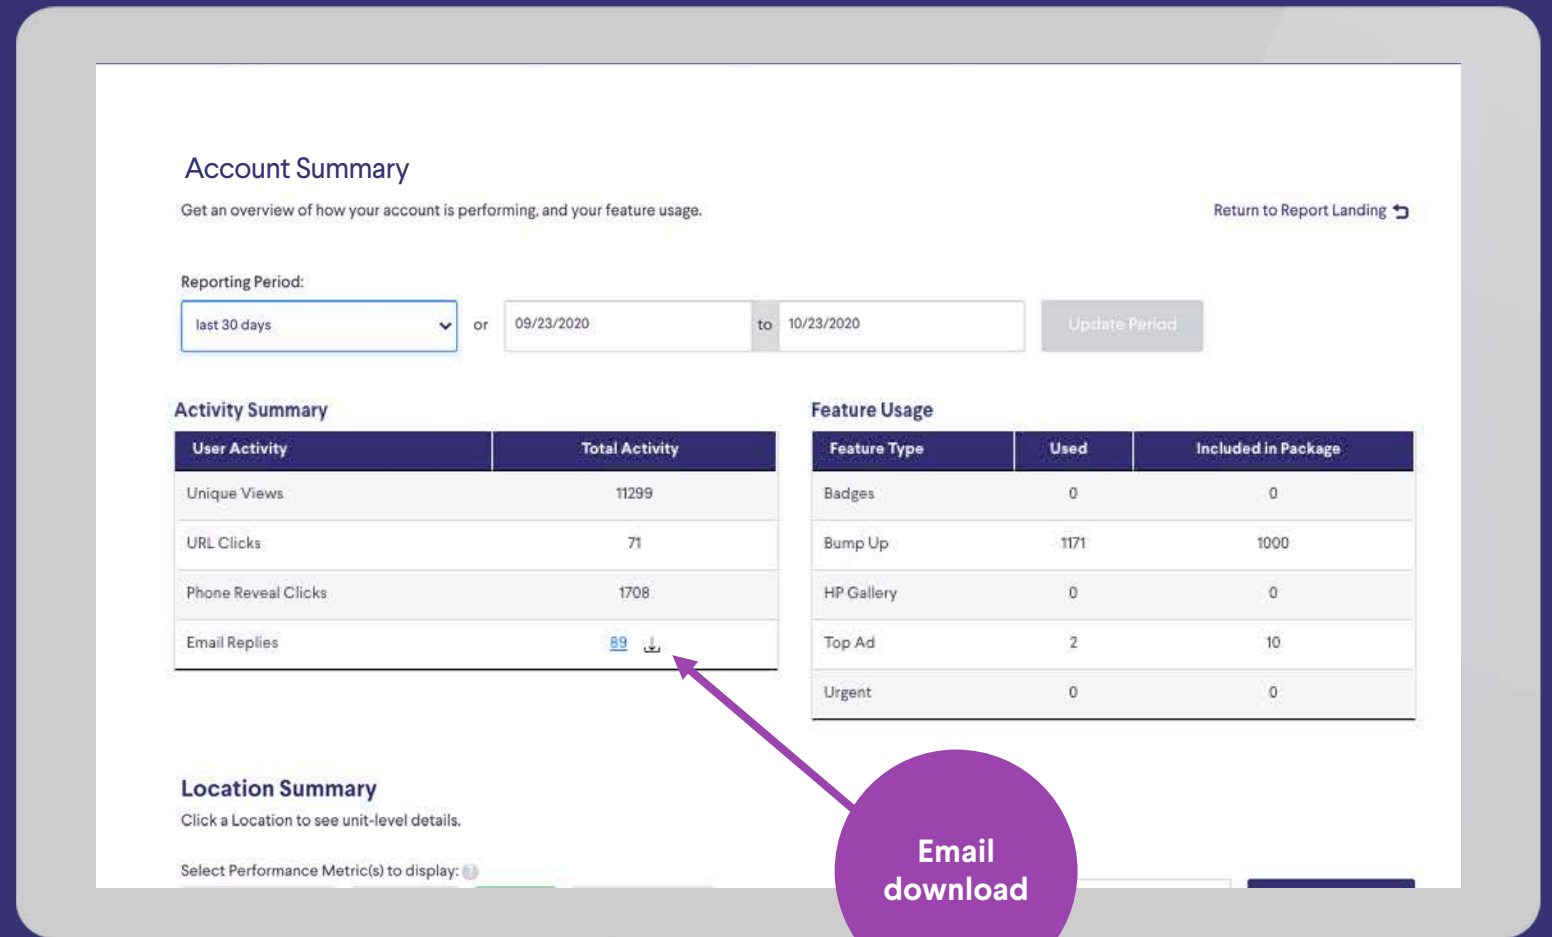 Account Summary
Get an overview of how your account is performing, and your feature usage.
Return to Report Landing
Reporting Period:
last 30 days
or
09/23/2020
to
10/23/2020
Update Period
Activity Summary
User Activity Total Activity
Unique Views 11299
URL Clicks 71
Phone Reveal Clicks 1708
Email Replies 89
Feature Usage
Feature Type Used Included in Package
Badges 0 0
Bump Up 1171 1000
HP Gallery 0 0
Top Ad 2 10
Urgent 0 0
Location Summary
Click a Location to see unit-level details.
Select Performance Metric(s) to display: ?
Email
download